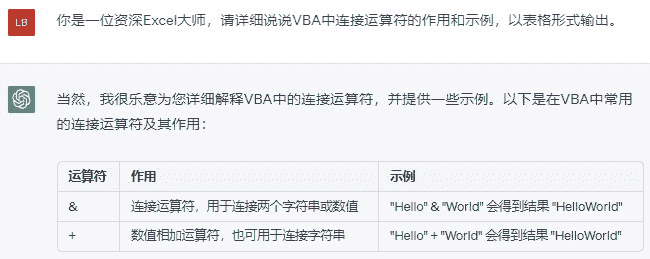 LB
你是一位资深Excel大师，请详细说说VBA中连接运算符的作用和示例，以表格形式输出。
当然，我很乐意为您详细解释VBA中的连接运算符，并提供一些示例。以下是在VBA中常用
的连接运算符及其作用：
运算符 作用 示例
& 连接运算符，用于连接两个字符串或数值 "Hello" & "World" 会得到结果 "HelloWorld"
+ 数值相加运算符，也可用于连接字符串 "Hello" + "World" 会得到结果 "HelloWorld"